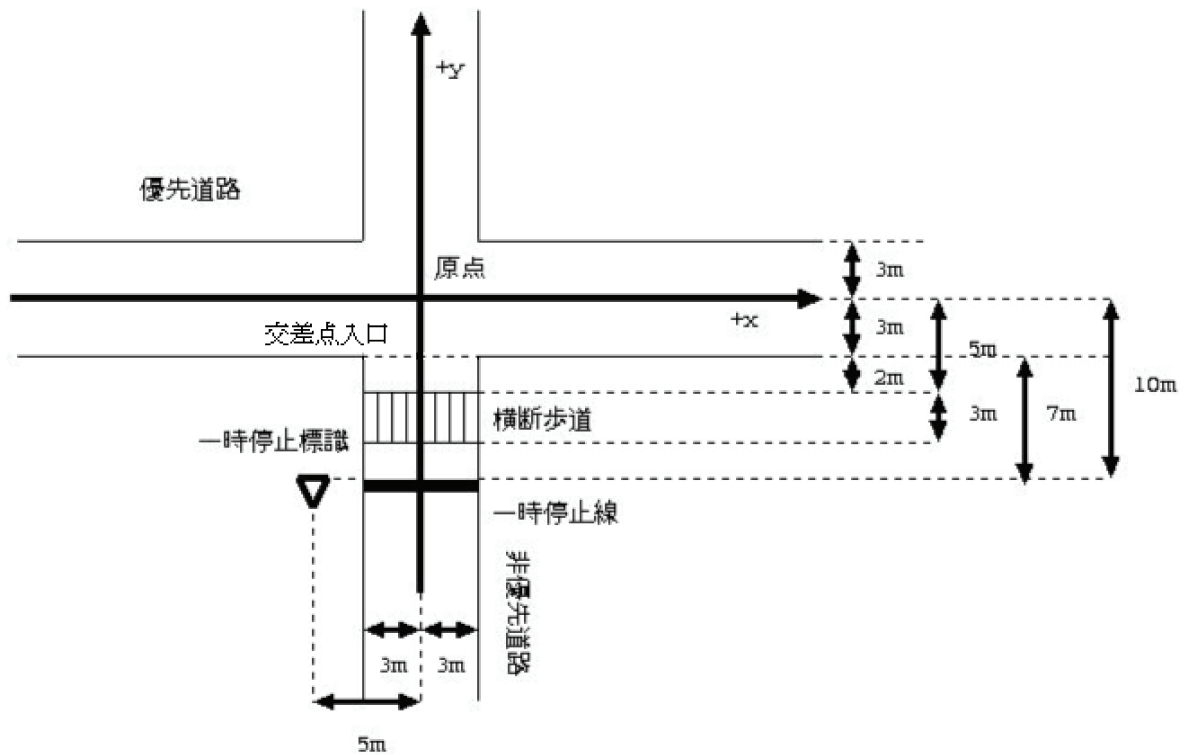 +y
優先道路
原点
3m
+x
交差点入口
3m
5m
2m
10m
横断歩道
3m
7m
一時停止標識
一時停止線
非優先道路
3m
3m
5m